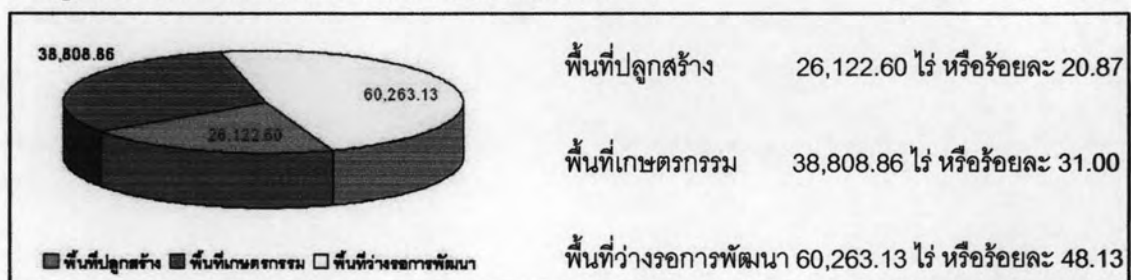 38,808.86
60,263.13
26,122.60
พื้นที่ปลูกสร้าง พื้นที่เกษตรกรรม พื้นที่ว่างรอการพัฒนา
พื้นที่ปลูกสร้าง 26,122.60 ไร่ หรือร้อยละ 20.87
พื้นที่เกษตรกรรม 38,808.86 ไร่ หรือร้อยละ 31.00
พื้นที่ว่างรอการพัฒนา 60,263.13 ไร่ หรือร้อยละ 48.13